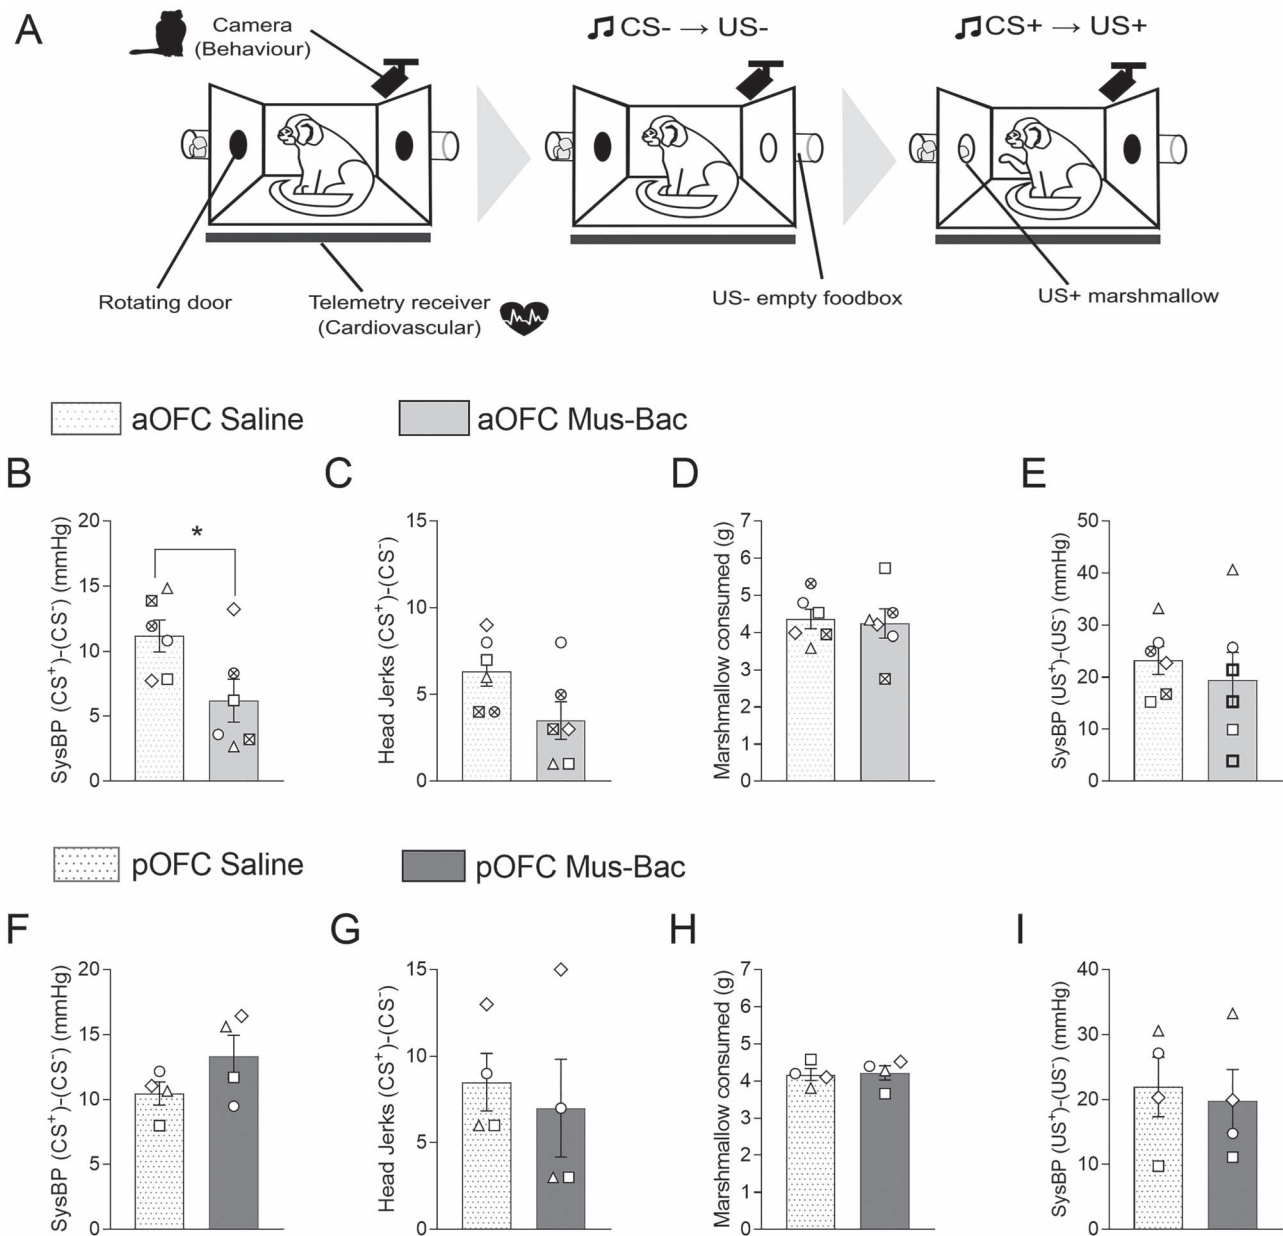 A
Camera
(Behaviour)
CS- → US-
CS+ → US+
Rotating door
Telemetry receiver
(Cardiovascular)
US- empty foodbox
US+ marshmallow
aOFC Saline
aOFC Mus-Bac
B
SysBP (CS⁺)-(CS⁻) (mmHg)
20
15
10
5
0
*
C
Head Jerks (CS⁺)-(CS⁻)
15
10
5
0
D
Marshmallow consumed (g)
7
6
5
4
3
2
1
0
E
SysBP (US⁺)-(US⁻) (mmHg)
50
40
30
20
10
0
pOFC Saline
pOFC Mus-Bac
F
SysBP (CS⁺)-(CS⁻) (mmHg)
20
15
10
5
0
G
Head Jerks (CS⁺)-(CS⁻)
15
10
5
0
H
Marshmallow consumed (g)
7
6
5
4
3
2
1
0
I
SysBP (US⁺)-(US⁻) (mmHg)
40
30
20
10
0